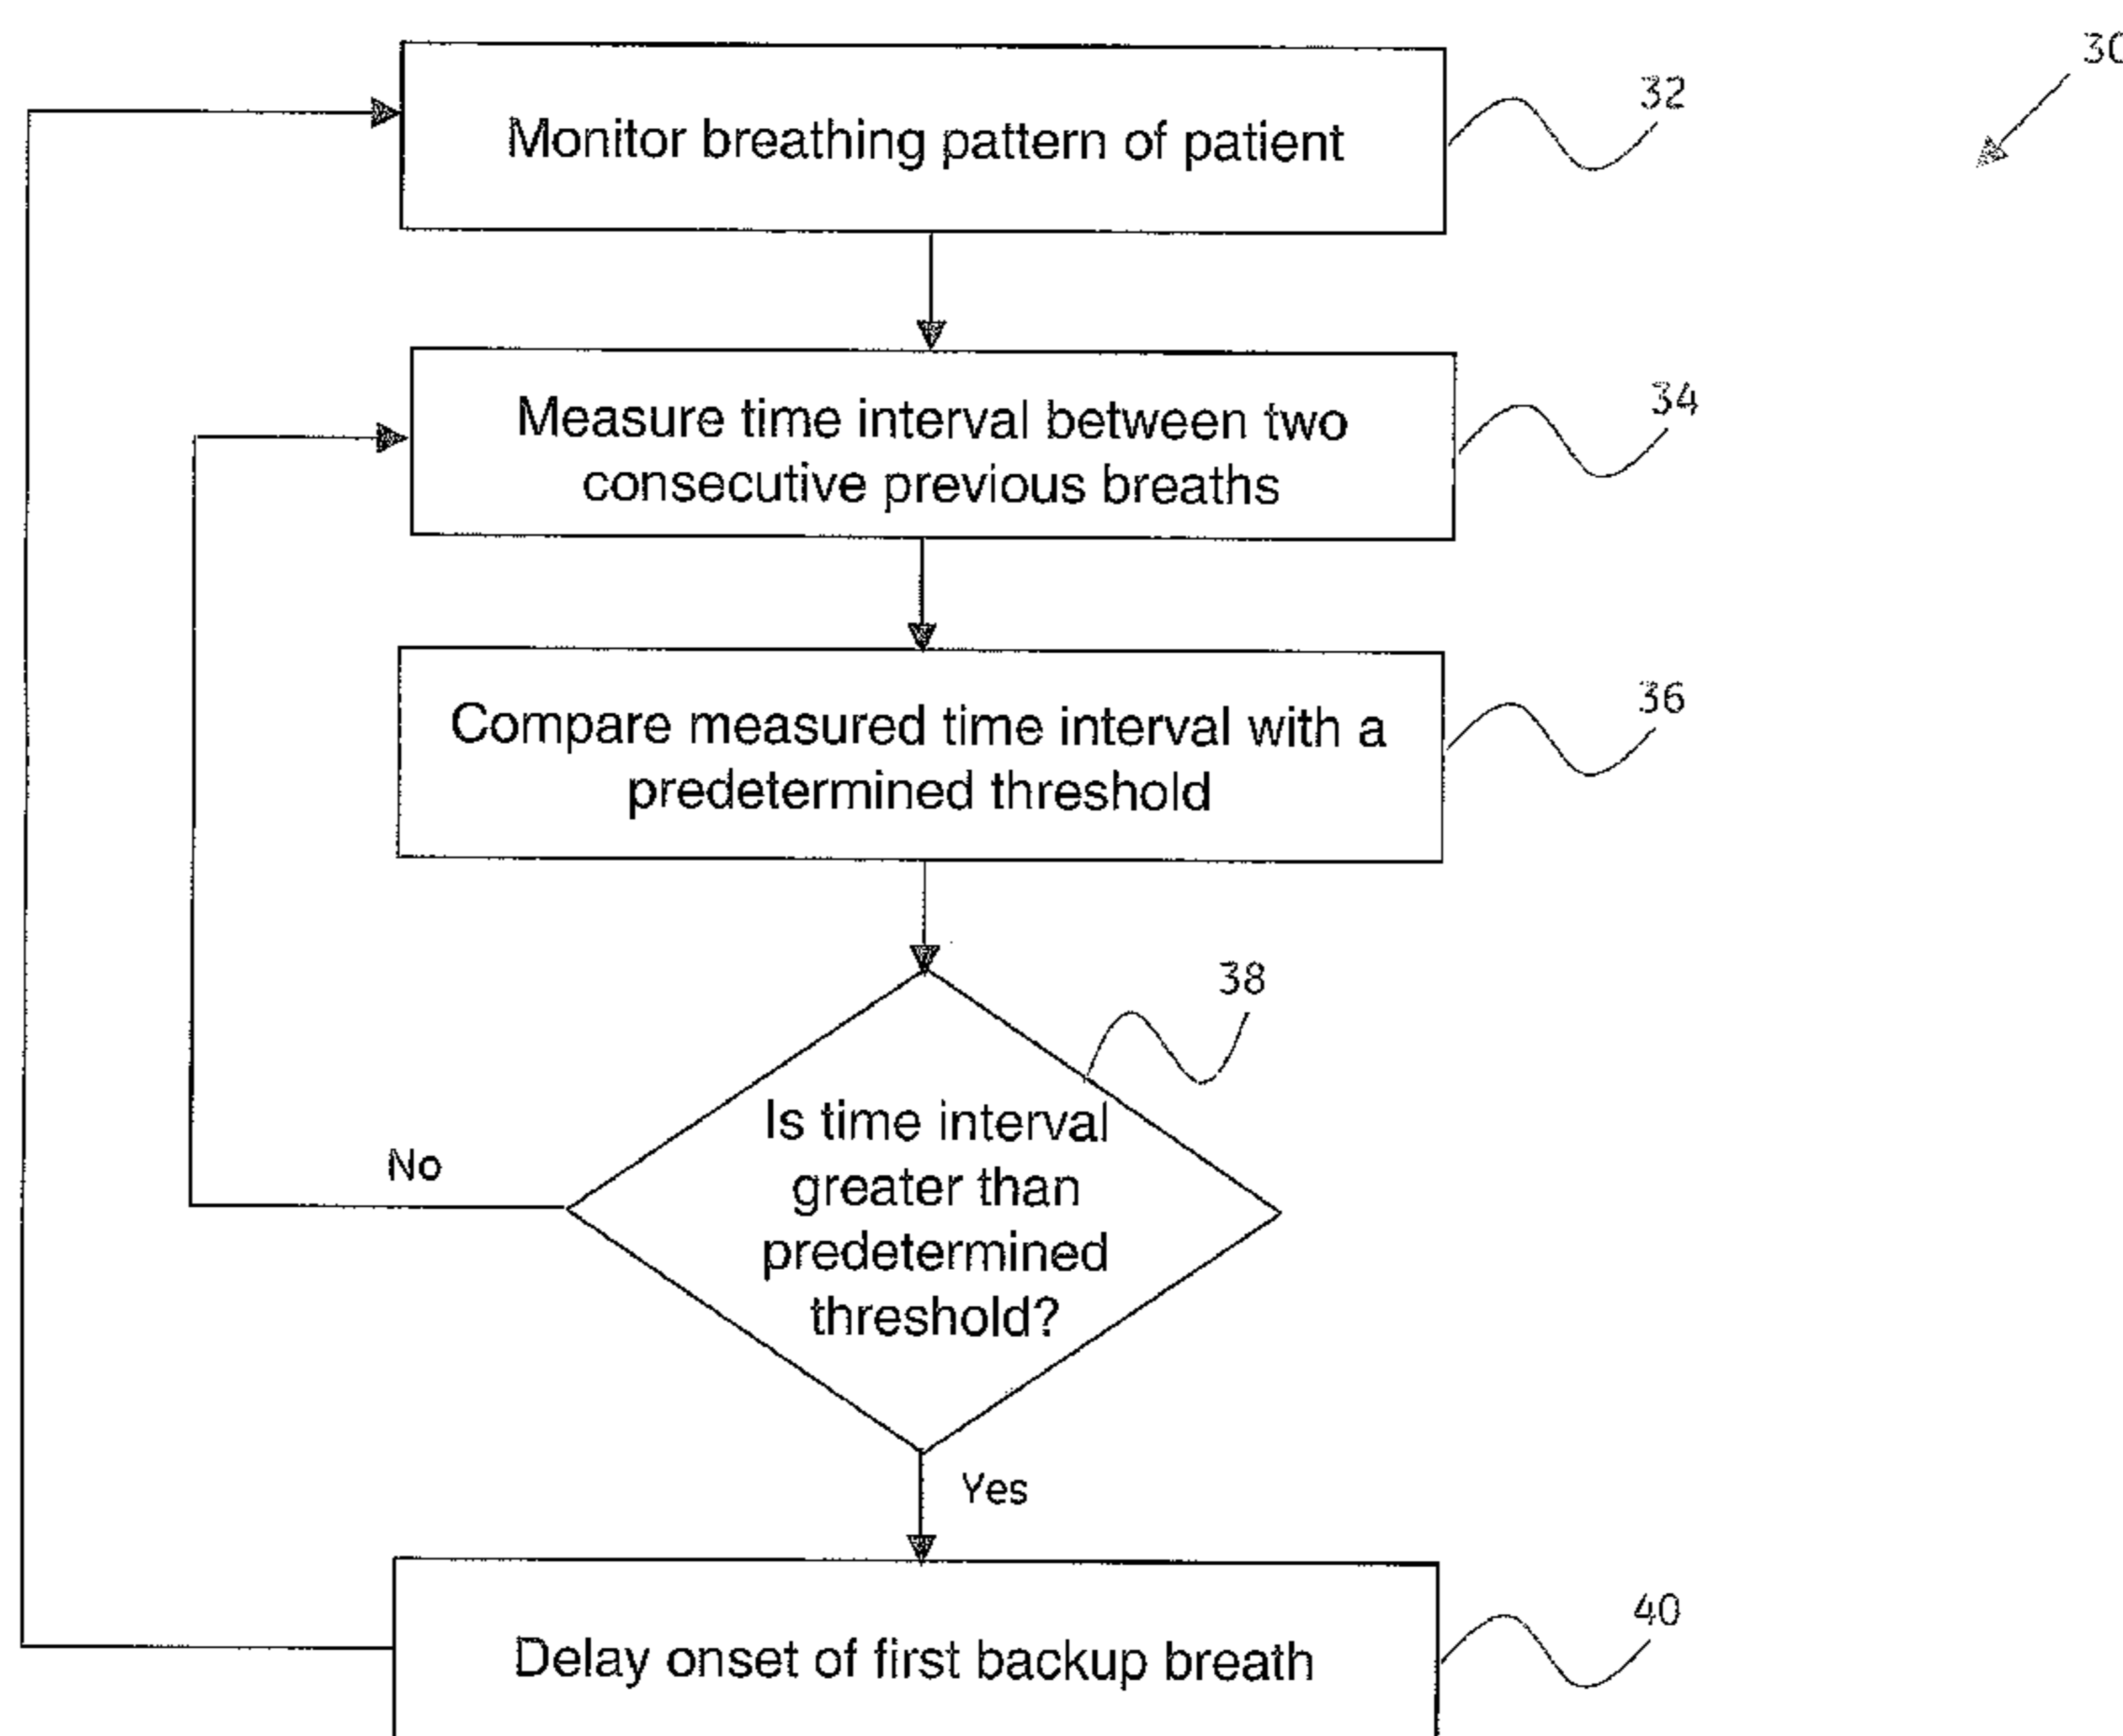 30
Monitor breathing pattern of patient
32
Measure time interval between two
consecutive previous breaths
34
Compare measured time interval with a
predetermined threshold
36
38
Is time interval
greater than
predetermined
threshold?
No
Yes
Delay onset of first backup breath
40